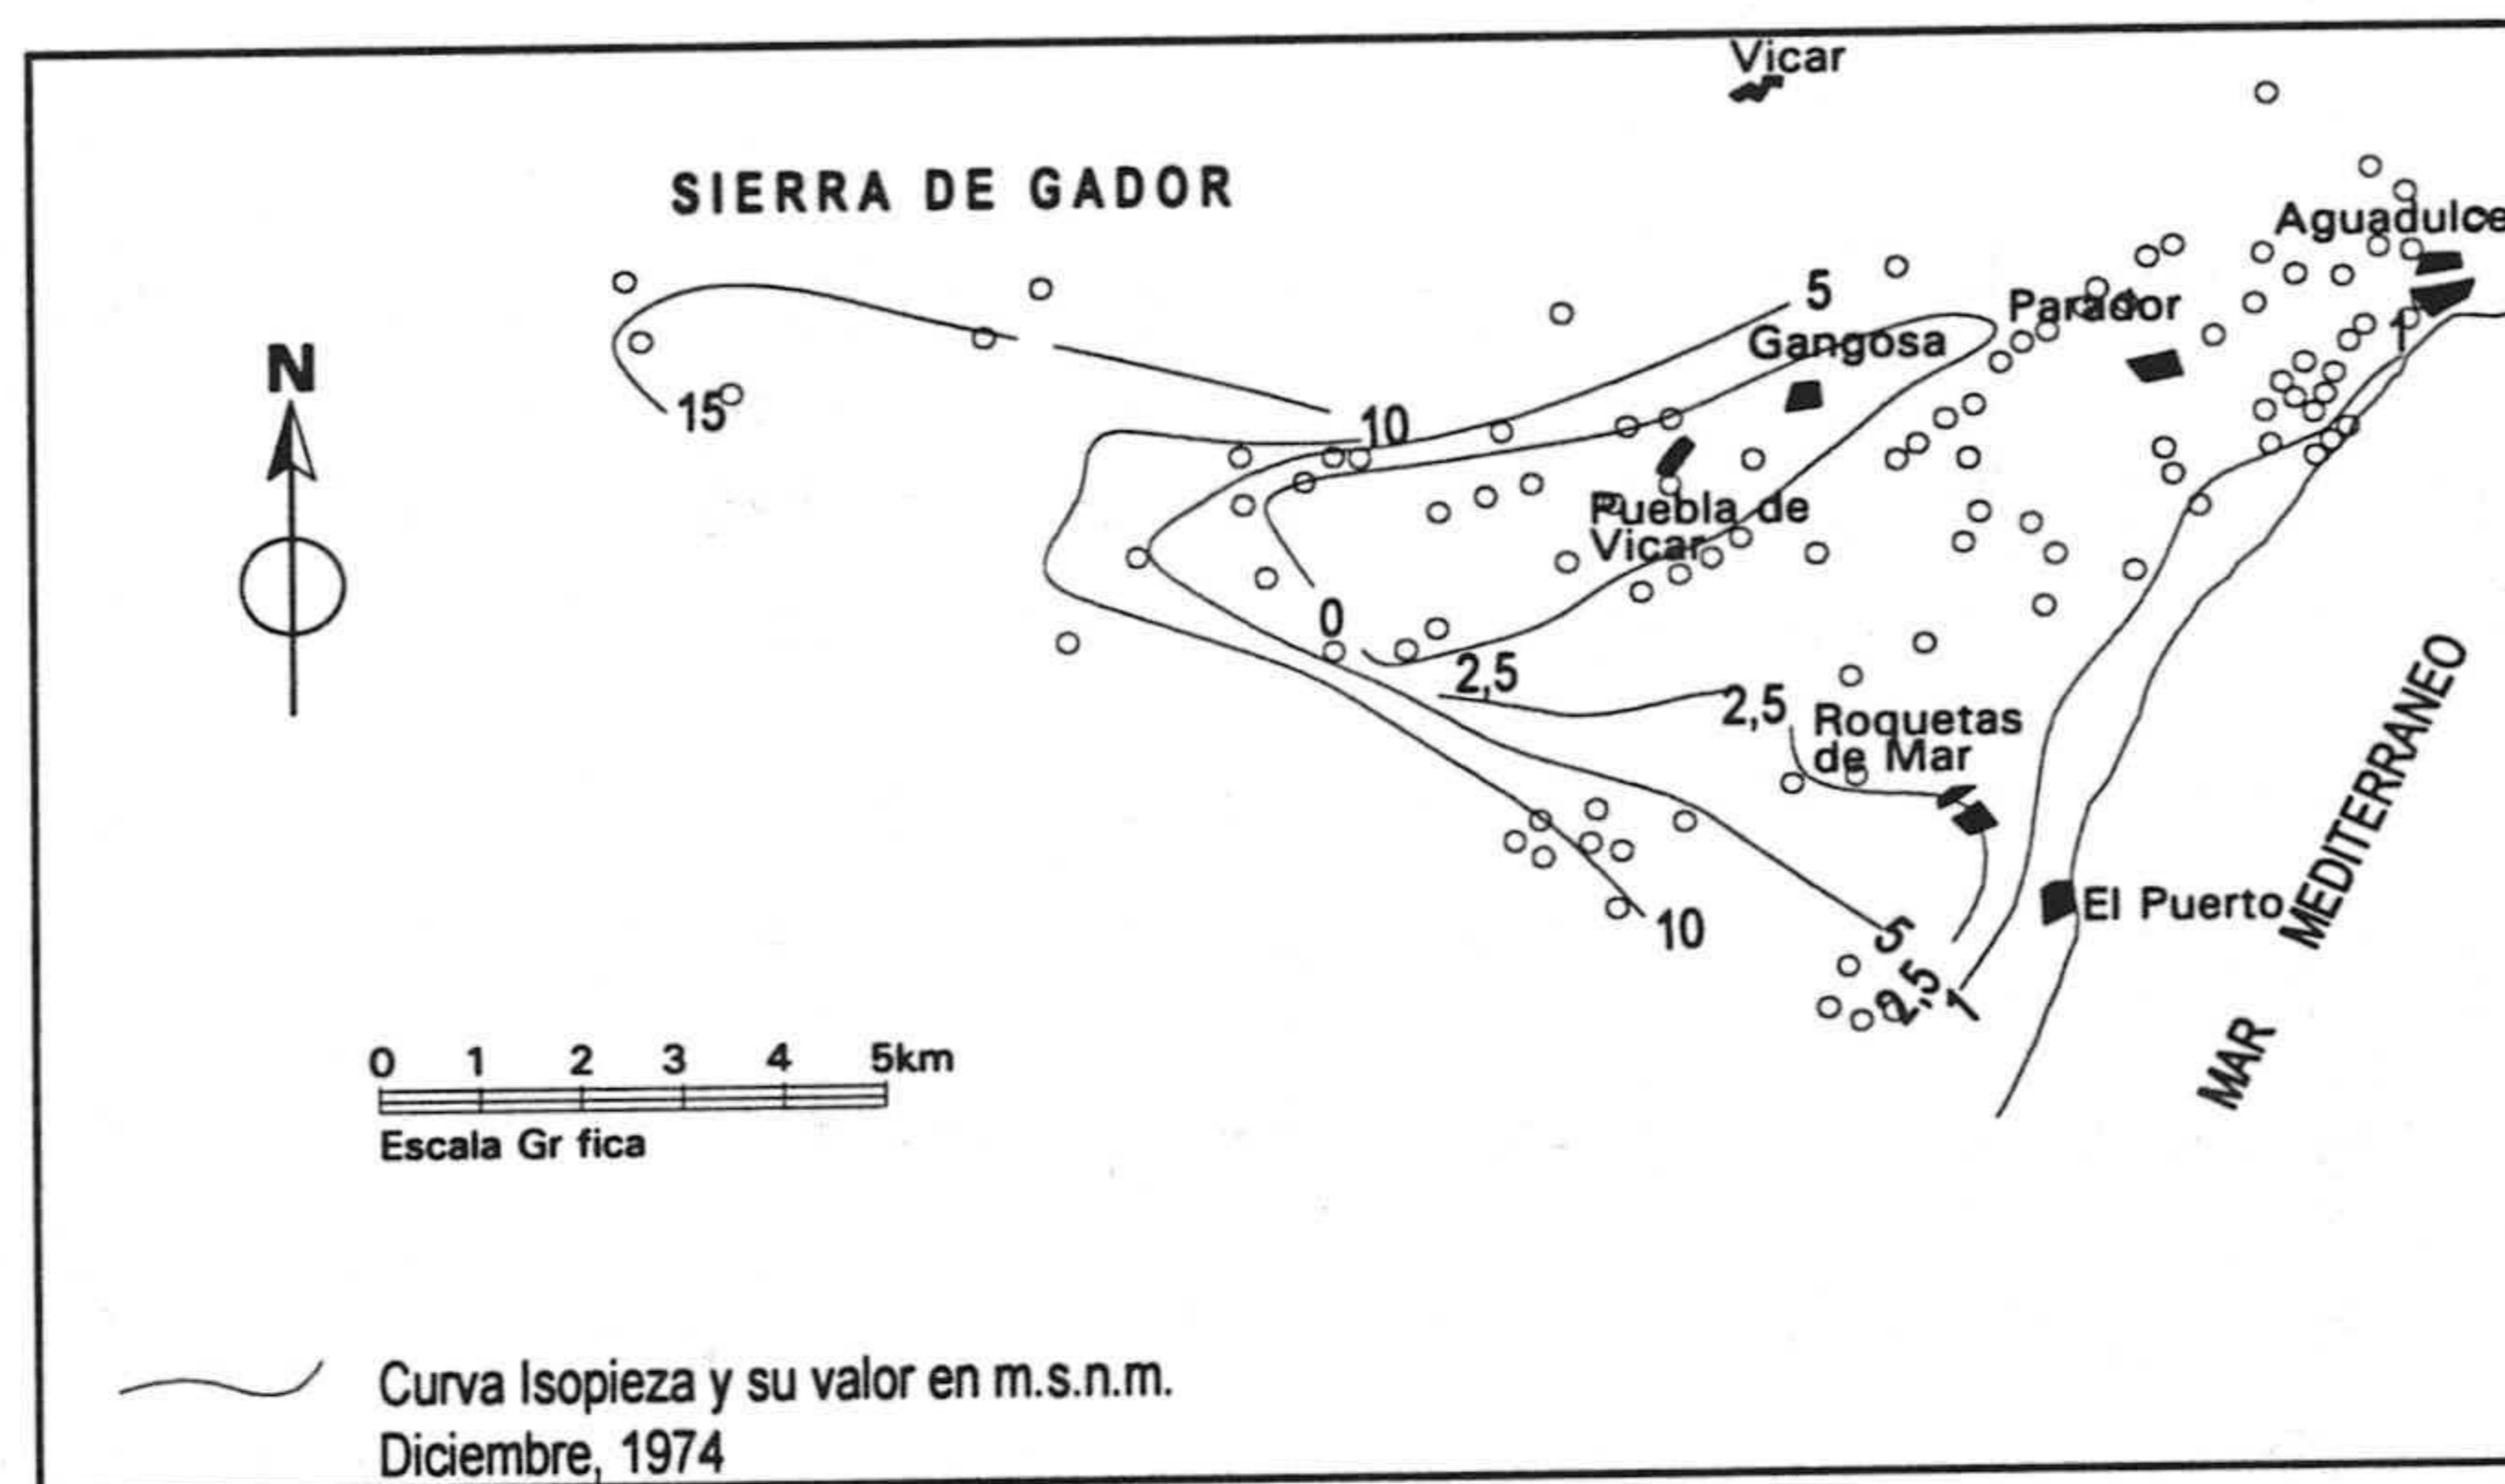 Vicar
SIERRA DE GADOR
Aguadulce
5
Parador
Gangosa
1
N
15
10
Puebla de
Vicar
0
2,5
2,5
Roquetas
de Mar
MAR MEDITERRANEO
El Puerto
10
5
2,5
1
0 1 2 3 4 5km
Escala Gr fica
Curva Isopieza y su valor en m.s.n.m.
Diciembre, 1974